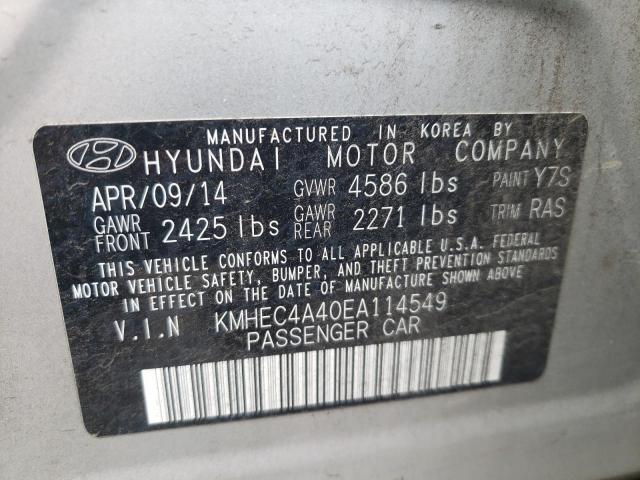 MANUFACTURED IN KOREA BY
HYUNDAI MOTOR COMPANY
APR/09/14 GVWR 4586 lbs PAINT Y7S
GAWR FRONT 2425 lbs GAWR REAR 2271 lbs TRIM RAS
THIS VEHICLE CONFORMS TO ALL APPLICABLE U.S.A. FEDERAL
MOTOR VEHICLE SAFETY, BUMPER, AND THEFT PREVENTION STANDARDS
IN EFFECT ON THE DATE OF MANUFACTURE SHOWN ABOVE
V.I.N KMHEC4A40EA114549
PASSENGER CAR